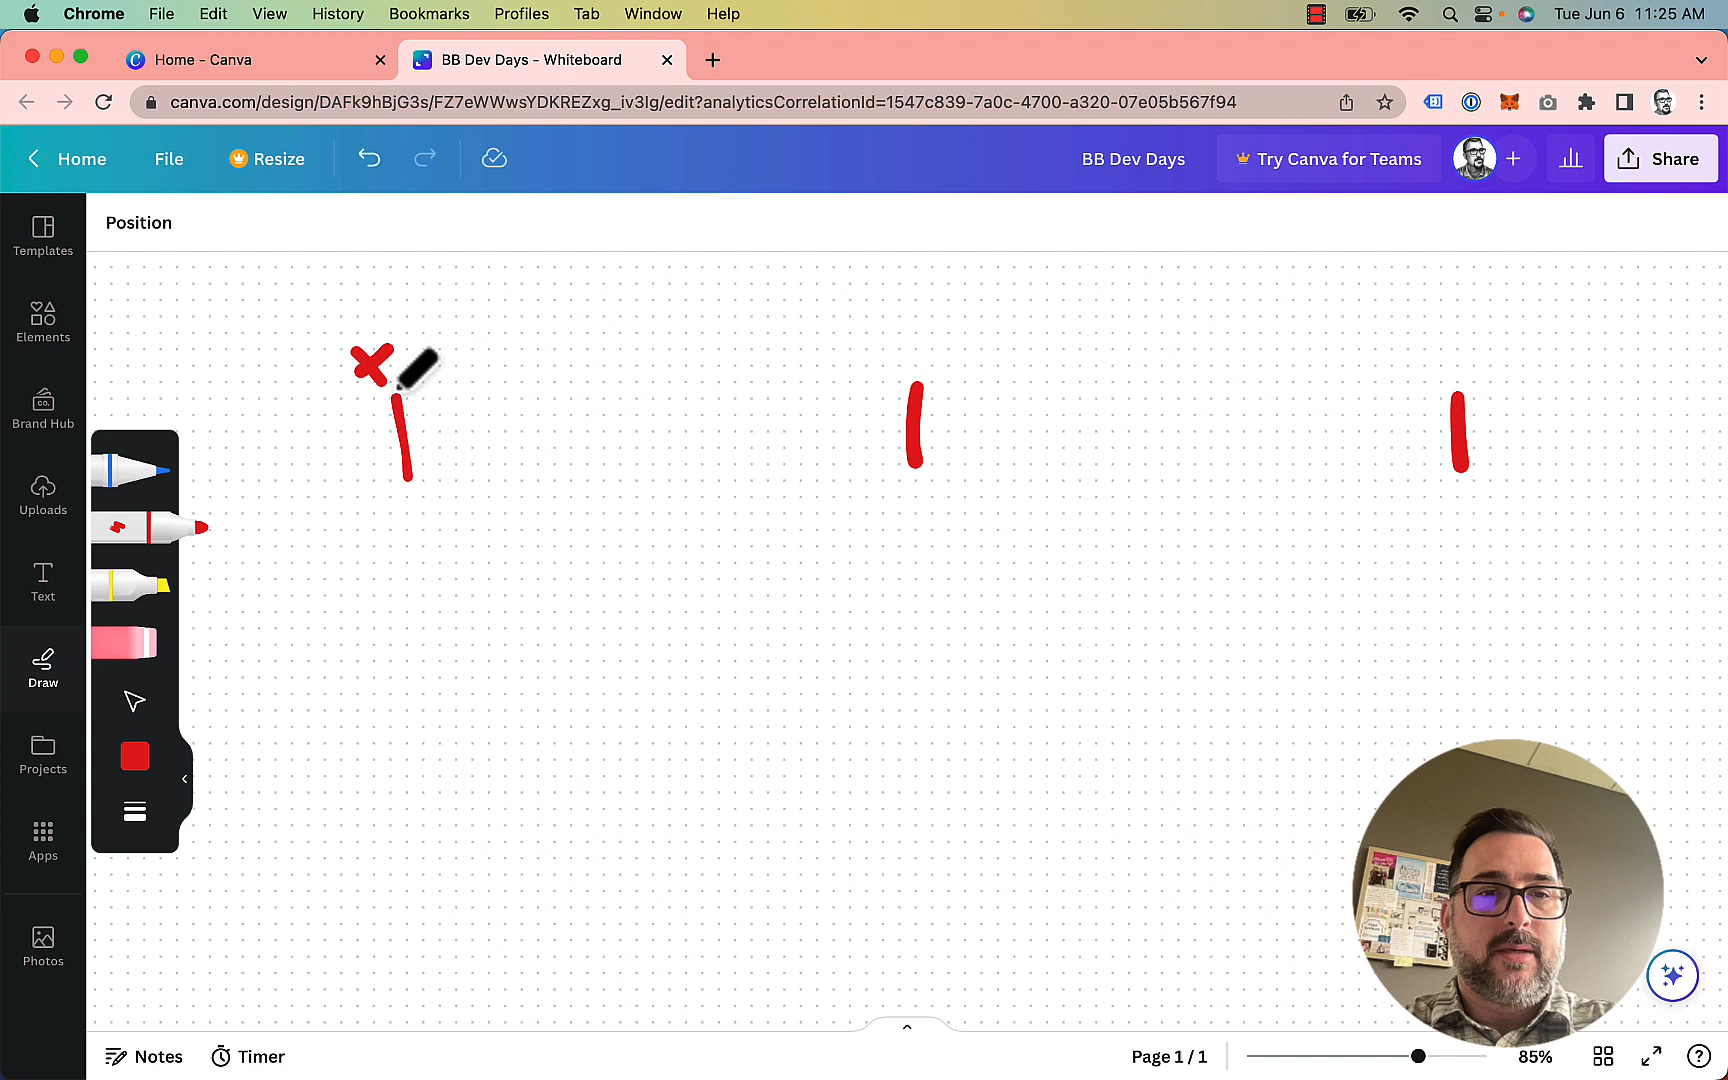 Chrome File Edit View History Bookmarks Profiles Tab Window Help Tue Jun 6 11:25 AM
Home - Canva BB Dev Days - Whiteboard
canva.com/design/DAFk9hBjG3s/FZ7eWWwsYDKREZxg_iv3Ig/edit?analyticsCorrelationId=1547c839-7a0c-4700-a320-07e05b567f94
Home File Resize BB Dev Days Try Canva for Teams Share
Position
Templates
Elements
CO.
Brand Hub
Uploads
Text
Draw
Projects
Apps
Photos
Notes Timer Page 1 / 1 85%